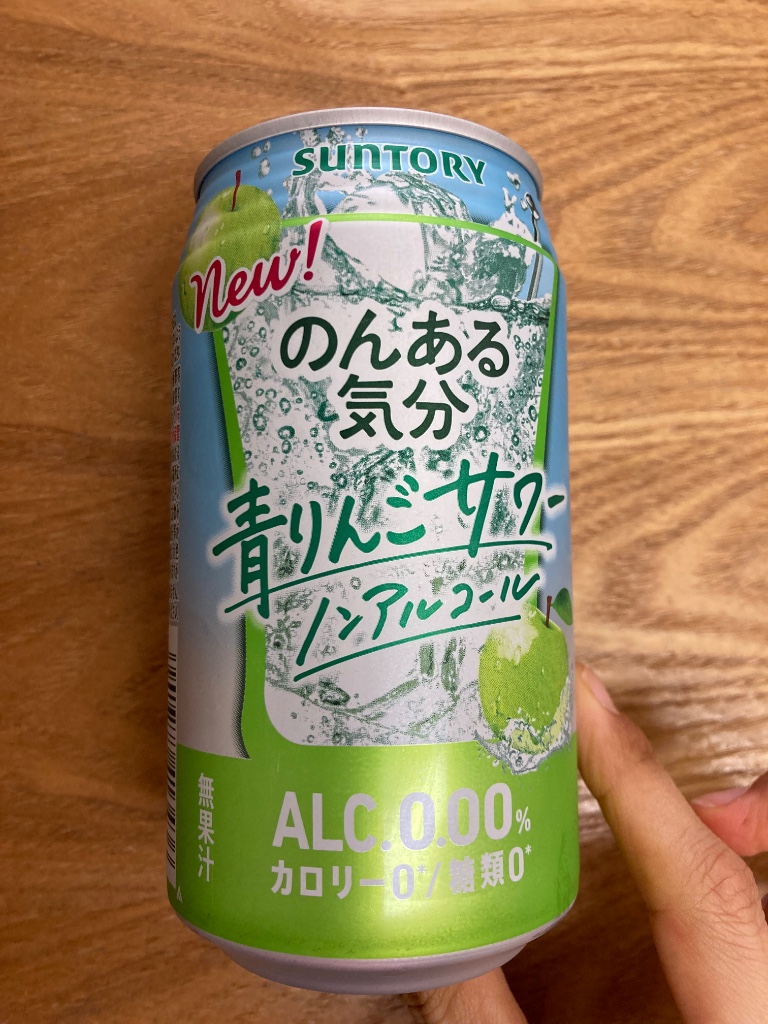 SUNTORY
New!
のんある
気分
青りんごサワー
ノンアルコール
無果汁
ALC.0.00%
カロリー0*/糖類0*